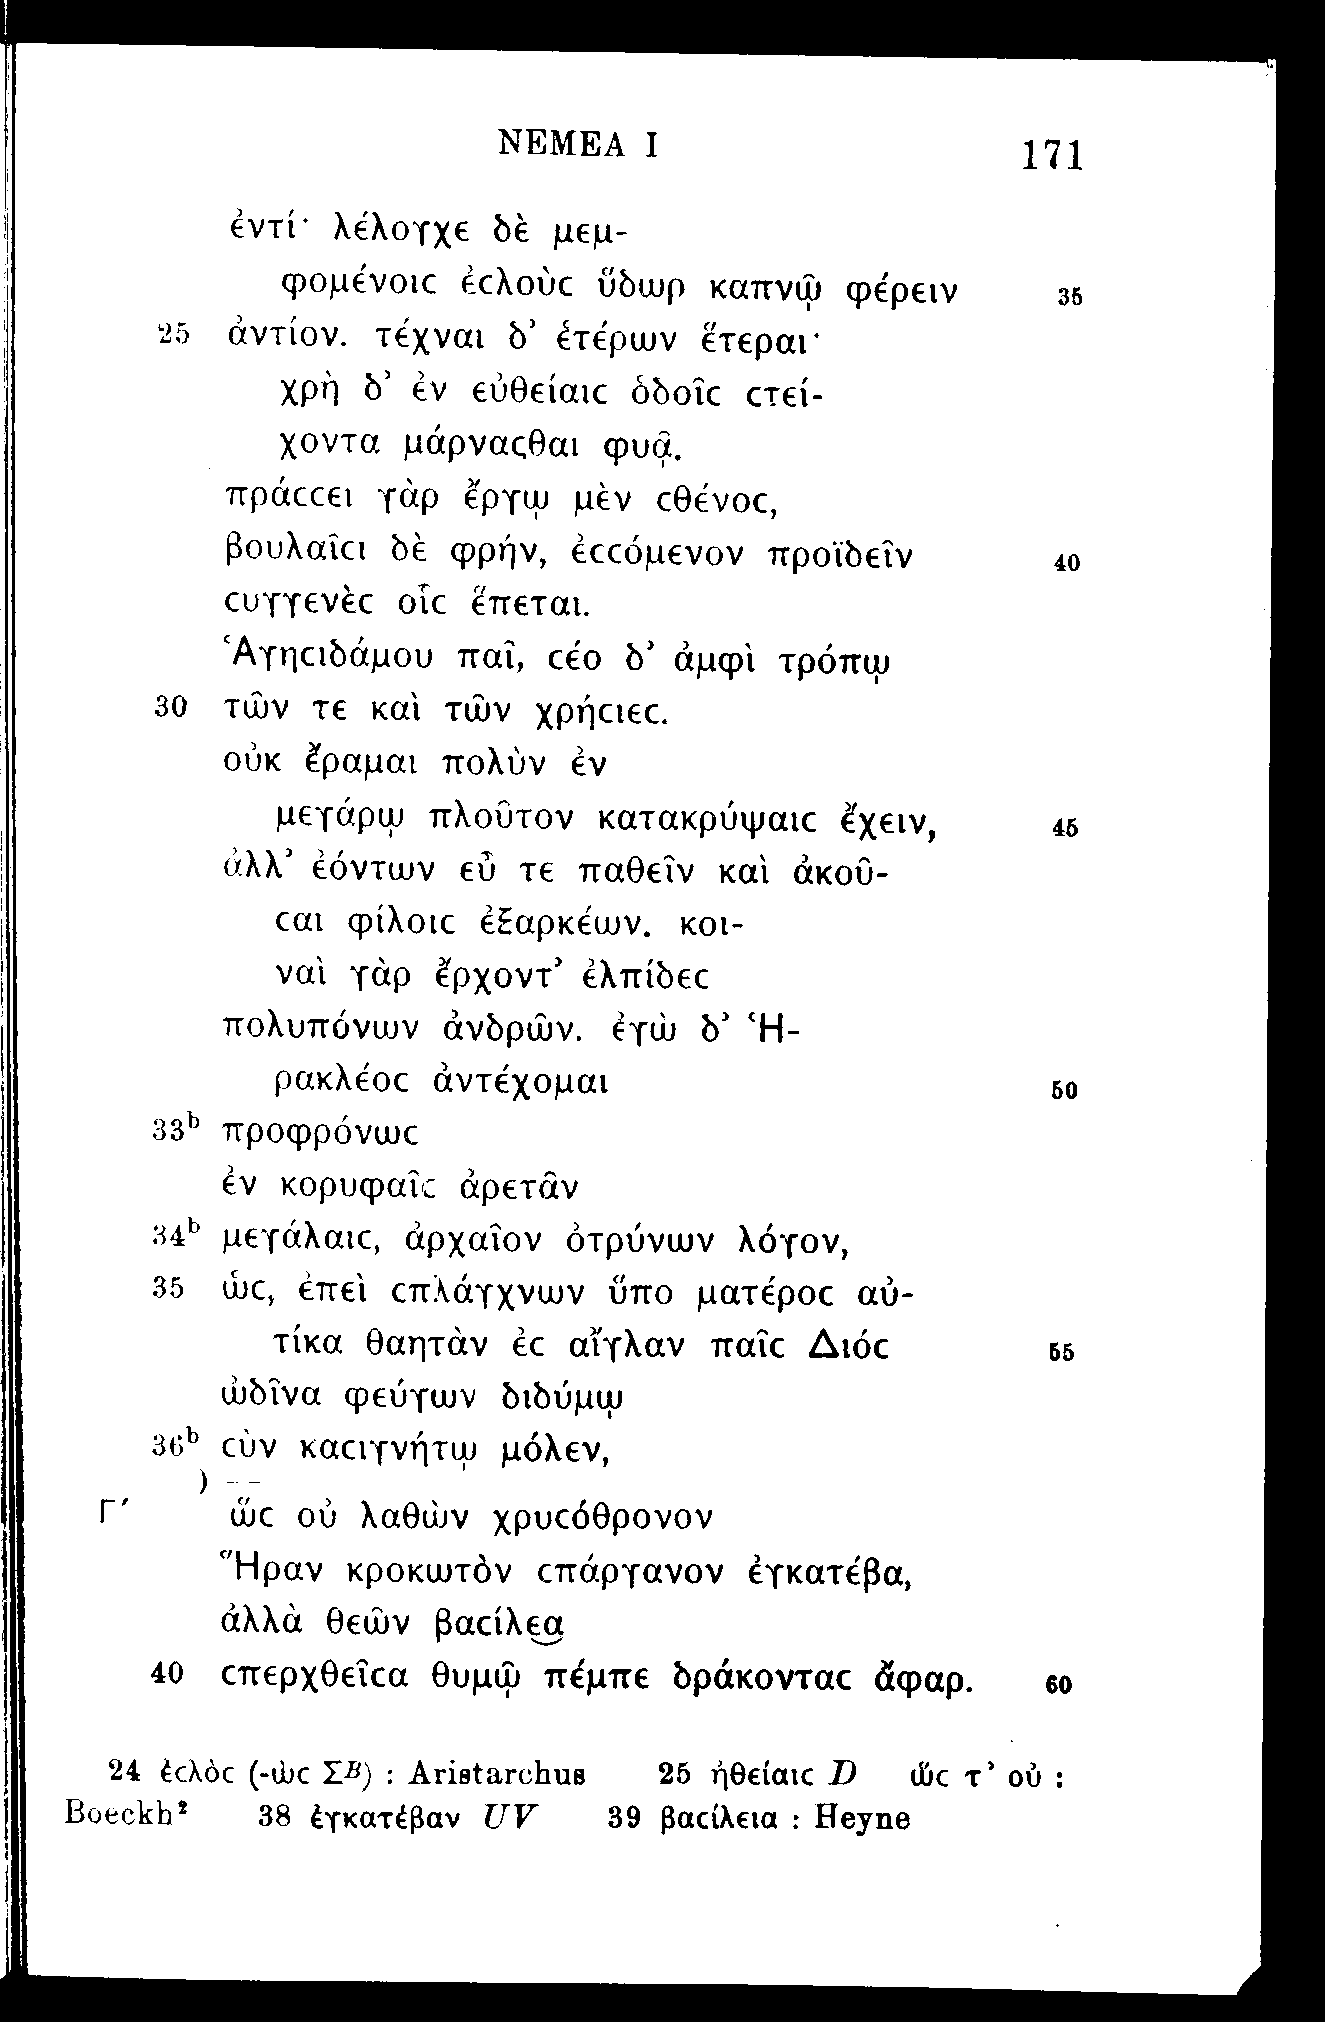 ΝΕΜΕΑ Ι 171
ἐντί· λέλογχε δὲ μεμ-
φομένοιϲ ἐϲλοὺϲ ὕδωρ καπνῷ φέρειν 35
25 ἀντίον. τέχναι δ’ ἑτέρων ἕτεραι·
χρὴ δ’ ἐν εὐθείαιϲ ὁδοῖϲ ϲτεί-
χοντα μάρναϲθαι φυᾷ.
πράϲϲει γὰρ ἔργῳ μὲν ϲθένοϲ,
βουλαῖϲι δὲ φρήν, ἐϲϲόμενον προϊδεῖν 40
ϲυγγενὲϲ οἷϲ ἕπεται.
Ἁγηϲιδάμου παῖ, ϲέο δ’ ἀμφὶ τρόπῳ
30 τῶν τε καὶ τῶν χρήϲιεϲ.
οὐκ ἔραμαι πολὺν ἐν
μεγάρῳ πλοῦτον κατακρύψαιϲ ἔχειν, 45
ἀλλ’ ἐόντων εὖ τε παθεῖν καὶ ἀκοῦ-
ϲαι φίλοιϲ ἐξαρκέων. κοι-
ναὶ γὰρ ἔρχοντ’ ἐλπίδεϲ
πολυπόνων ἀνδρῶν. ἐγὼ δ’ Ἡ-
ρακλέοϲ ἀντέχομαι 50
33ᵇ προφρόνωϲ
ἐν κορυφαῖϲ ἀρετᾶν
34ᵇ μεγάλαιϲ, ἀρχαῖον ὀτρύνων λόγον,
35 ὡϲ, ἐπεὶ ϲπλάγχνων ὕπο ματέροϲ αὐ-
τίκα θαητὰν ἐϲ αἴγλαν παῖϲ Διόϲ 55
ὠδῖνα φεύγων διδύμῳ
36ᵇ ϲὺν καϲιγνήτῳ μόλεν,
) – –
Γ′ ὥϲ οὐ λαθὼν χρυϲόθρονον
Ἥραν κροκωτὸν ϲπάργανον ἐγκατέβα,
ἀλλὰ θεῶν βαϲίλεα
40 ϲπερχθεῖϲα θυμῷ πέμπε δράκονταϲ ἄφαρ. 60
24 ἐϲλὸϲ (-ὼϲ Σᴮ) : Aristarchus 25 ἠθείαιϲ D ὥϲ τ’ οὐ :
Boeckh² 38 ἐγκατέβαν UV 39 βαϲίλεια : Heyne